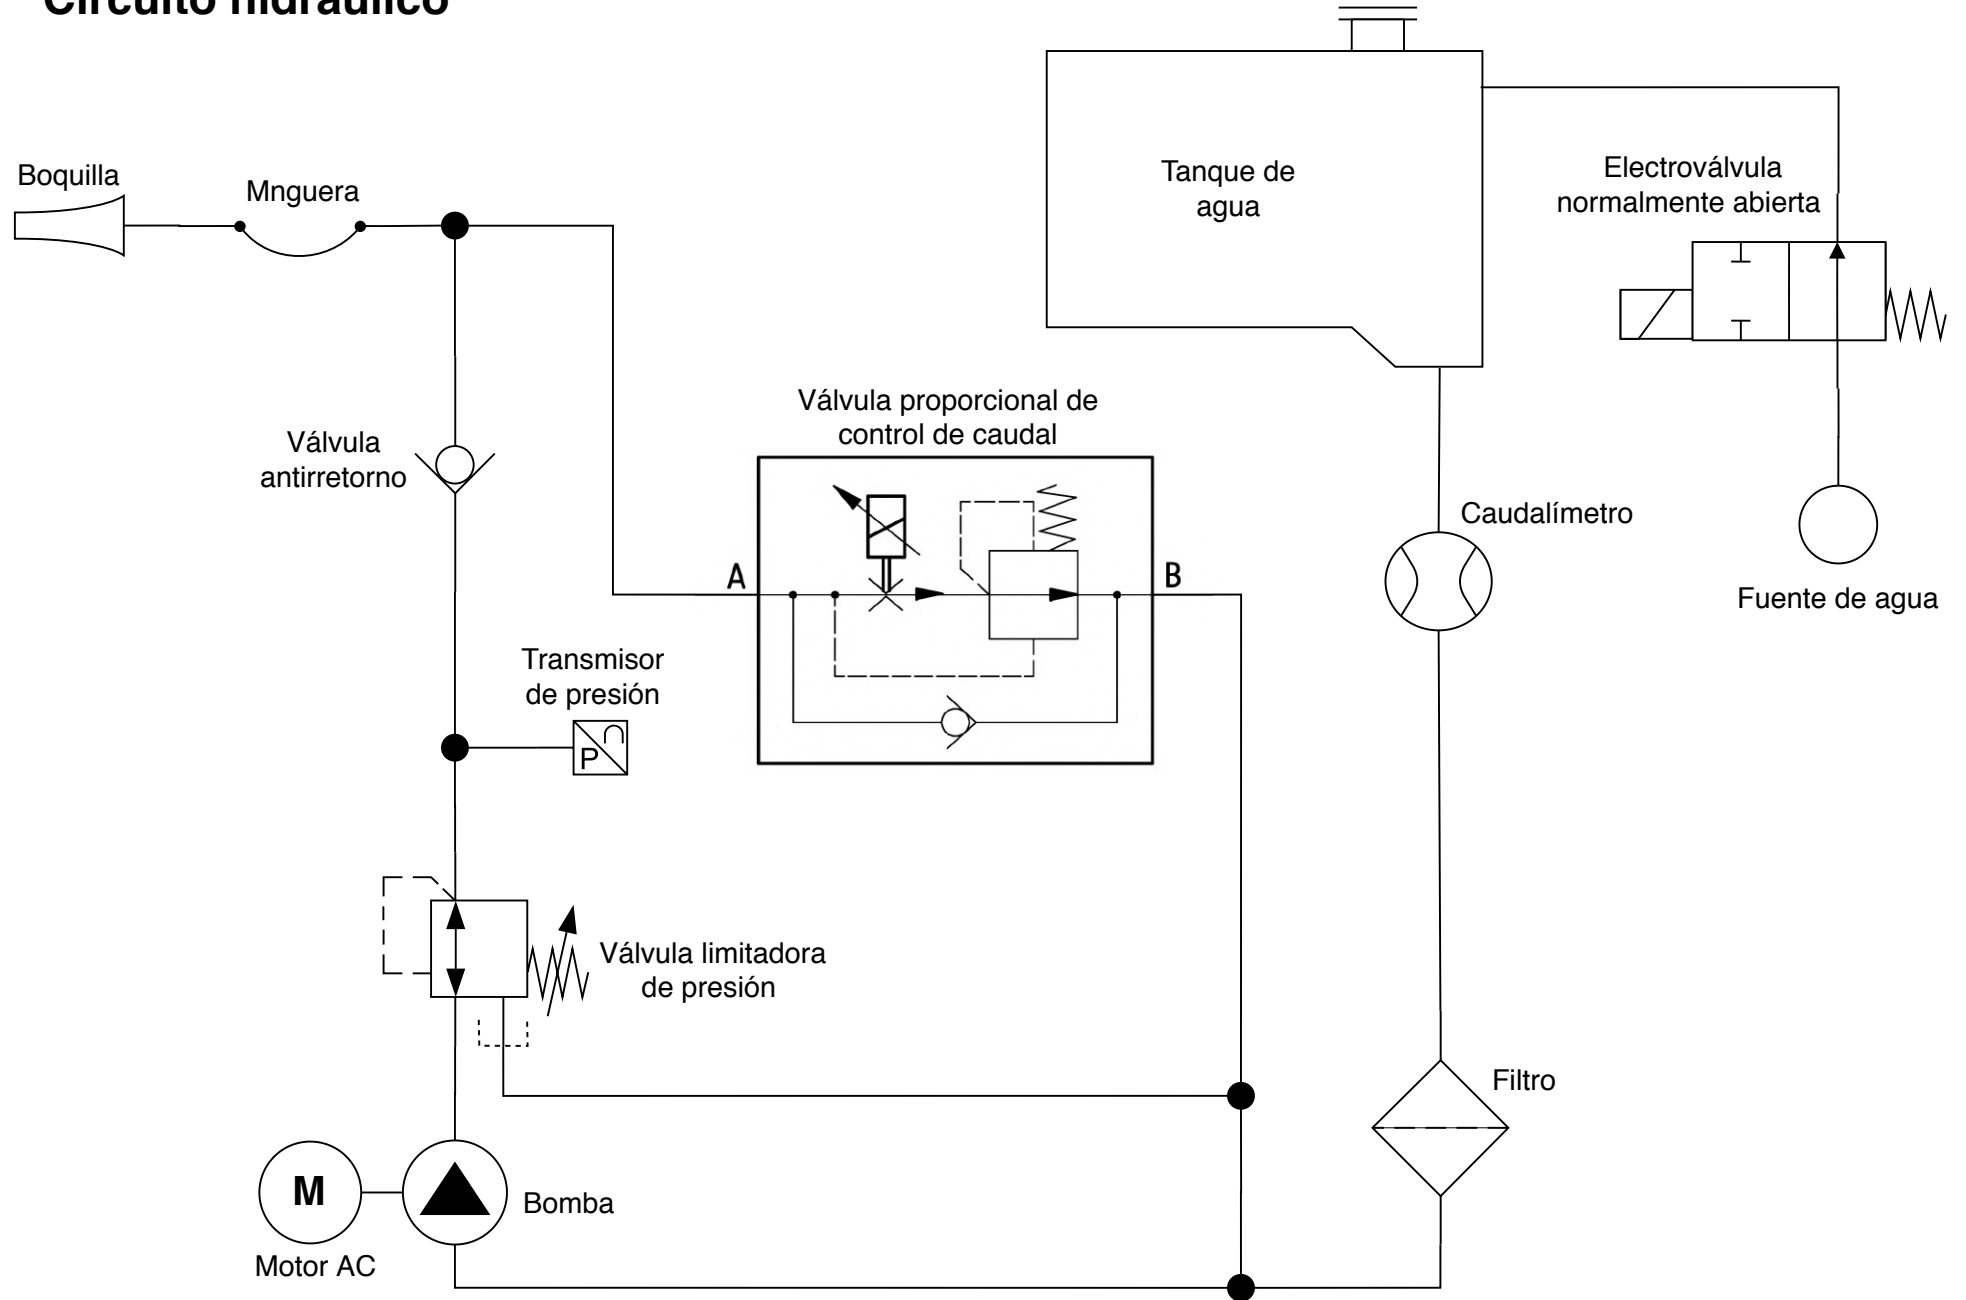 Circuito hidráulico
Boquilla
Mnguera
Tanque de
agua
Electroválvula
normalmente abierta
Válvula proporcional de
control de caudal
Válvula
antirretorno
Caudalímetro
A
B
Fuente de agua
Transmisor
de presión
P
Válvula limitadora
de presión
Filtro
M
Bomba
Motor AC